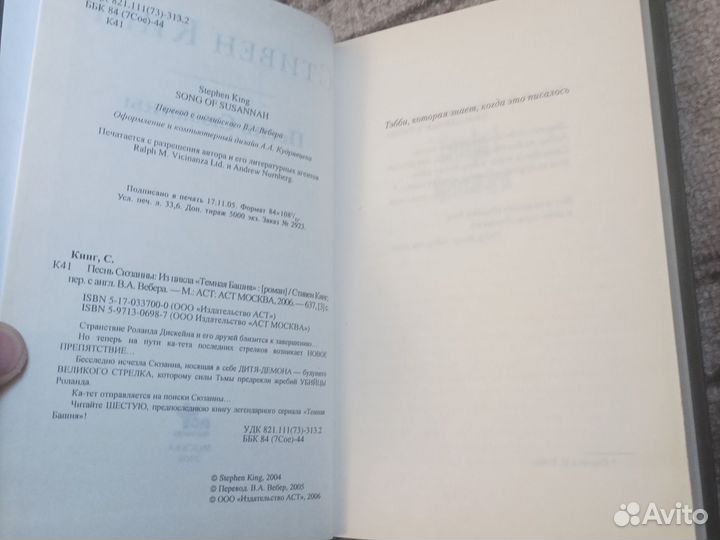 УДК 821.111(73)-313.2
ББК 84 (7Сое)-44
К41
Stephen King
SONG OF SUSANNAH
Перевод с английского В.А. Вебера
Оформление и компьютерный дизайн А.А. Кудрявцева
Печатается с разрешения автора и его литературных агентов
Ralph M. Vicinanza Ltd. и Andrew Nurnberg.
Подписано в печать 17.11.05. Формат 84×108 1/32
Усл. печ. л. 33,6. Доп. тираж 5000 экз. Заказ № 2923.
Кинг, С.
К41 Песнь Сюзанны: Из цикла «Темная Башня» : [роман] / Стивен Кинг;
пер. с англ. В.А. Вебера. — М.: АСТ: АСТ МОСКВА, 2006. — 637, [3] с.
ISBN 5-17-033700-0 (ООО «Издательство АСТ»)
ISBN 5-9713-0698-7 (ООО Издательство «АСТ МОСКВА»)
Странствие Роланда Дискейна и его друзей близится к завершению...
Но теперь на пути ка-тета последних стрелков возникает НОВОЕ
ПРЕПЯТСТВИЕ...
Бесследно исчезла Сюзанна, носящая в себе ДИТЯ-ДЕМОНА — будущего
ВЕЛИКОГО СТРЕЛКА, которому силы Тьмы предрекли жребий УБИЙЦЫ
Роланда.
Ка-тет отправляется на поиски Сюзанны...
Читайте ШЕСТУЮ, предпоследнюю книгу легендарного сериала «Темная
Башня»!
УДК 821.111(73)-313.2
ББК 84 (7Сое)-44
© Stephen King, 2004
© Перевод. В.А. Вебер, 2005
© ООО «Издательство АСТ», 2006
Тэбби, которая знает, когда это писалось
Avito